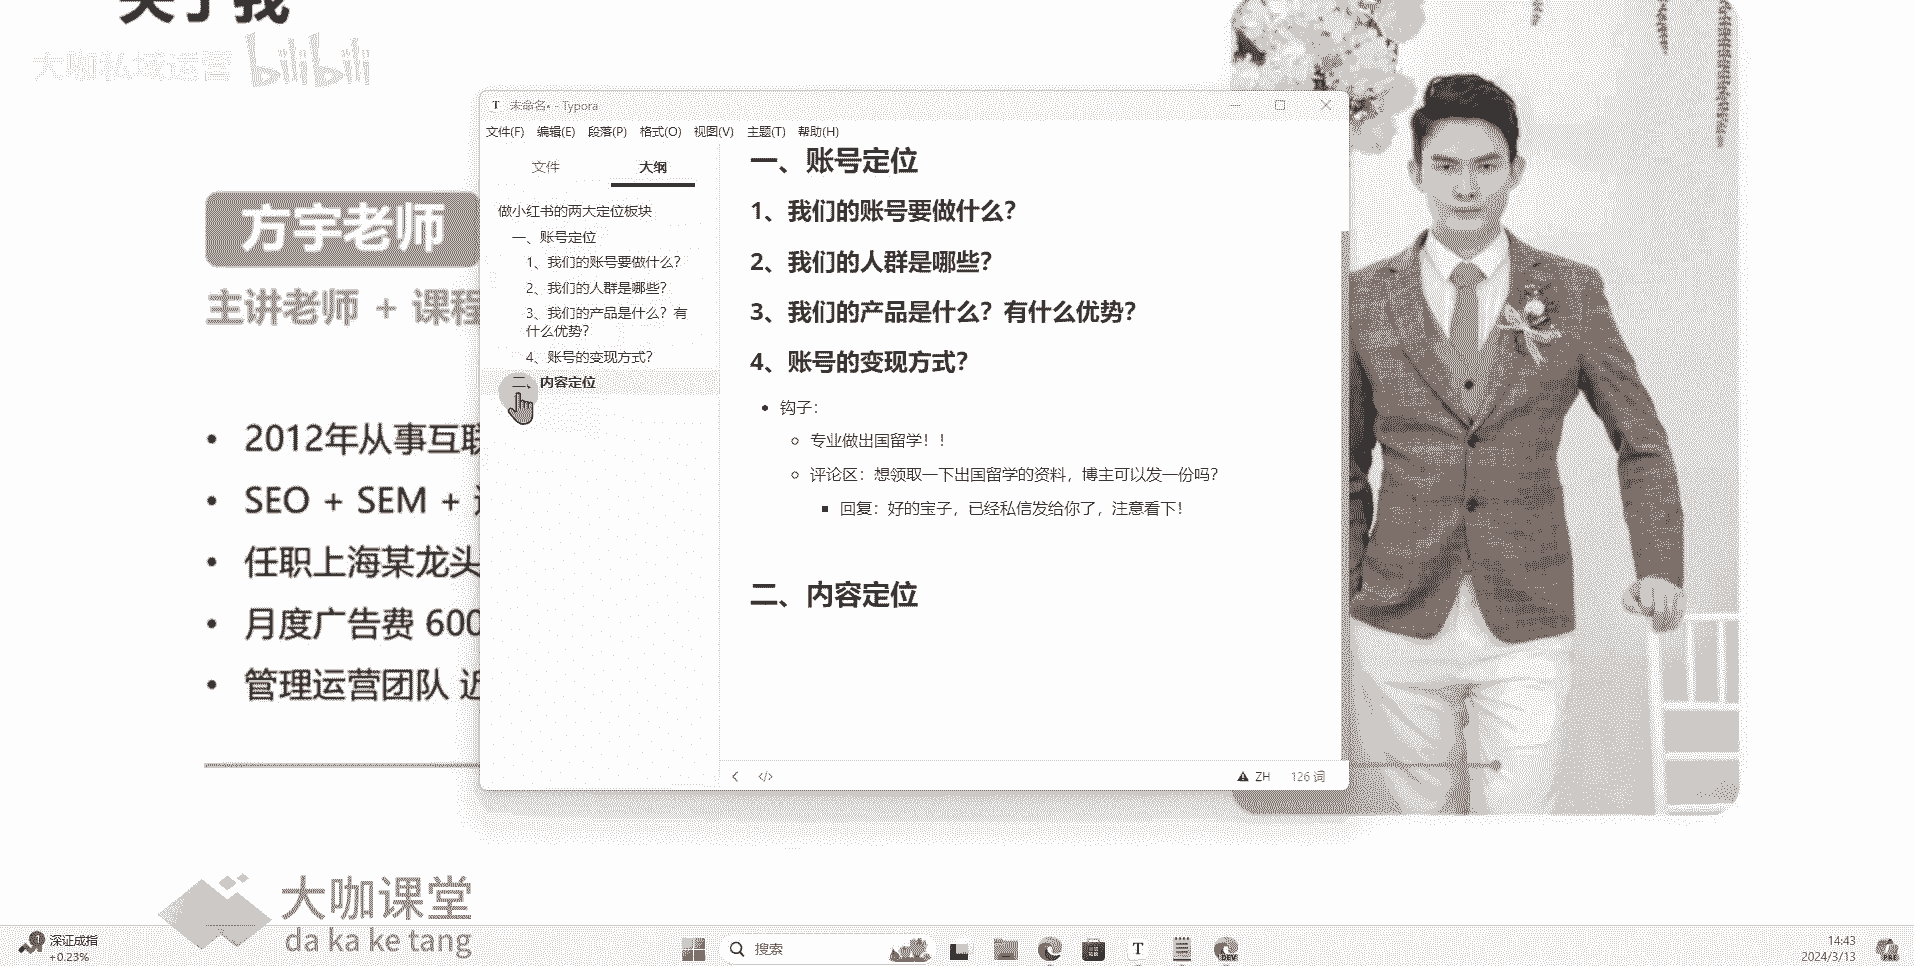 关于我
大咖私域运营 bilibili
方宇老师
主讲老师 + 课程
2012年从事互联
SEO + SEM +
任职上海某龙头
月度广告费 600
管理运营团队 近
T 未命名• - Typora
文件(F) 编辑(E) 段落(P) 格式(O) 视图(V) 主题(T) 帮助(H)
文件 大纲
做小红书的两大定位板块
一、账号定位
1、我们的账号要做什么？
2、我们的人群是哪些？
3、我们的产品是什么？有
什么优势？
4、账号的变现方式？
二、内容定位
一、账号定位
1、我们的账号要做什么？
2、我们的人群是哪些？
3、我们的产品是什么？有什么优势？
4、账号的变现方式？
钩子：
专业做出国留学！！
评论区：想领取一下出国留学的资料，博主可以发一份吗？
回复：好的宝子，已经私信发给你了，注意看下！
二、内容定位
ZH 126 词
大咖课堂
da ka ke tang
深证成指
+0.23%
搜索
14:43
2024/3/13